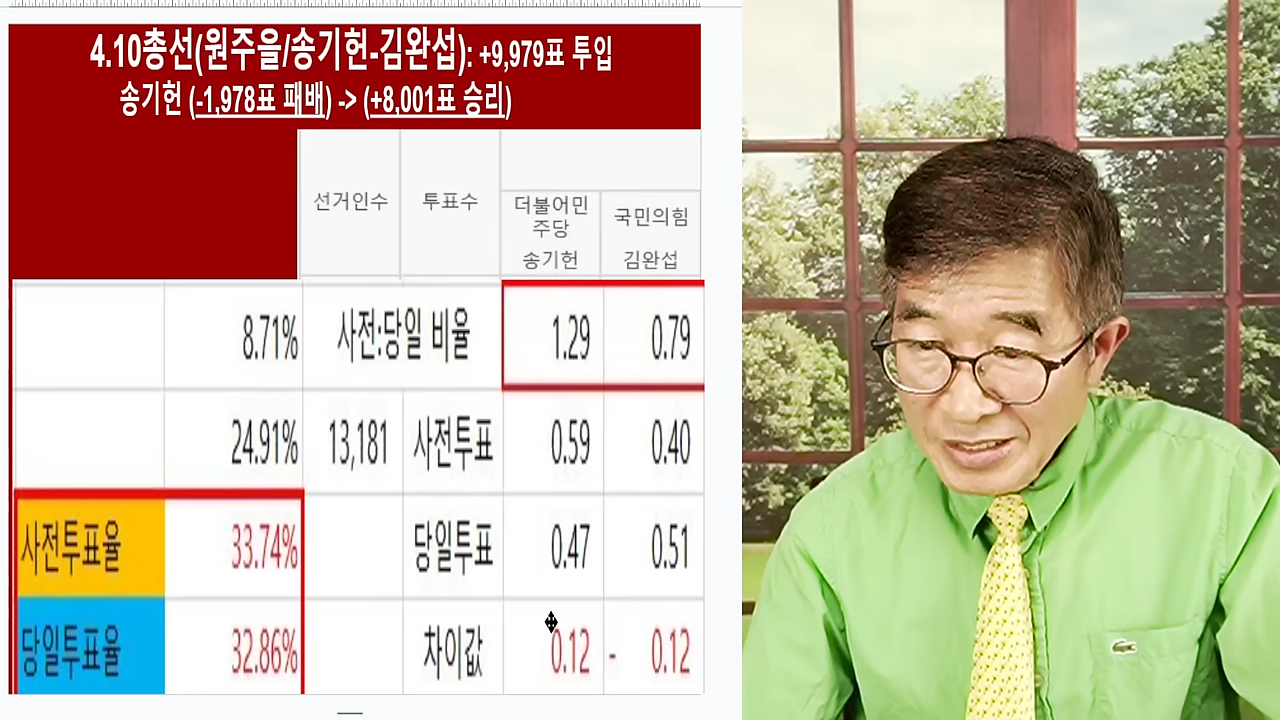 4.10총선(원주을/송기헌-김완섭): +9,979표 투입
송기현 (-1,978표 패배) -> (+8,001표 승리)
선거인수 투표수 더불어민주당 국민의힘
송기헌 김완섭
8.71% 사전:당일 비율 1.29 0.79
24.91% 13,181 사전투표 0.59 0.40
사전투표율 33.74% 당일투표 0.47 0.51
당일투표율 32.86% 차이값 0.12 - 0.12